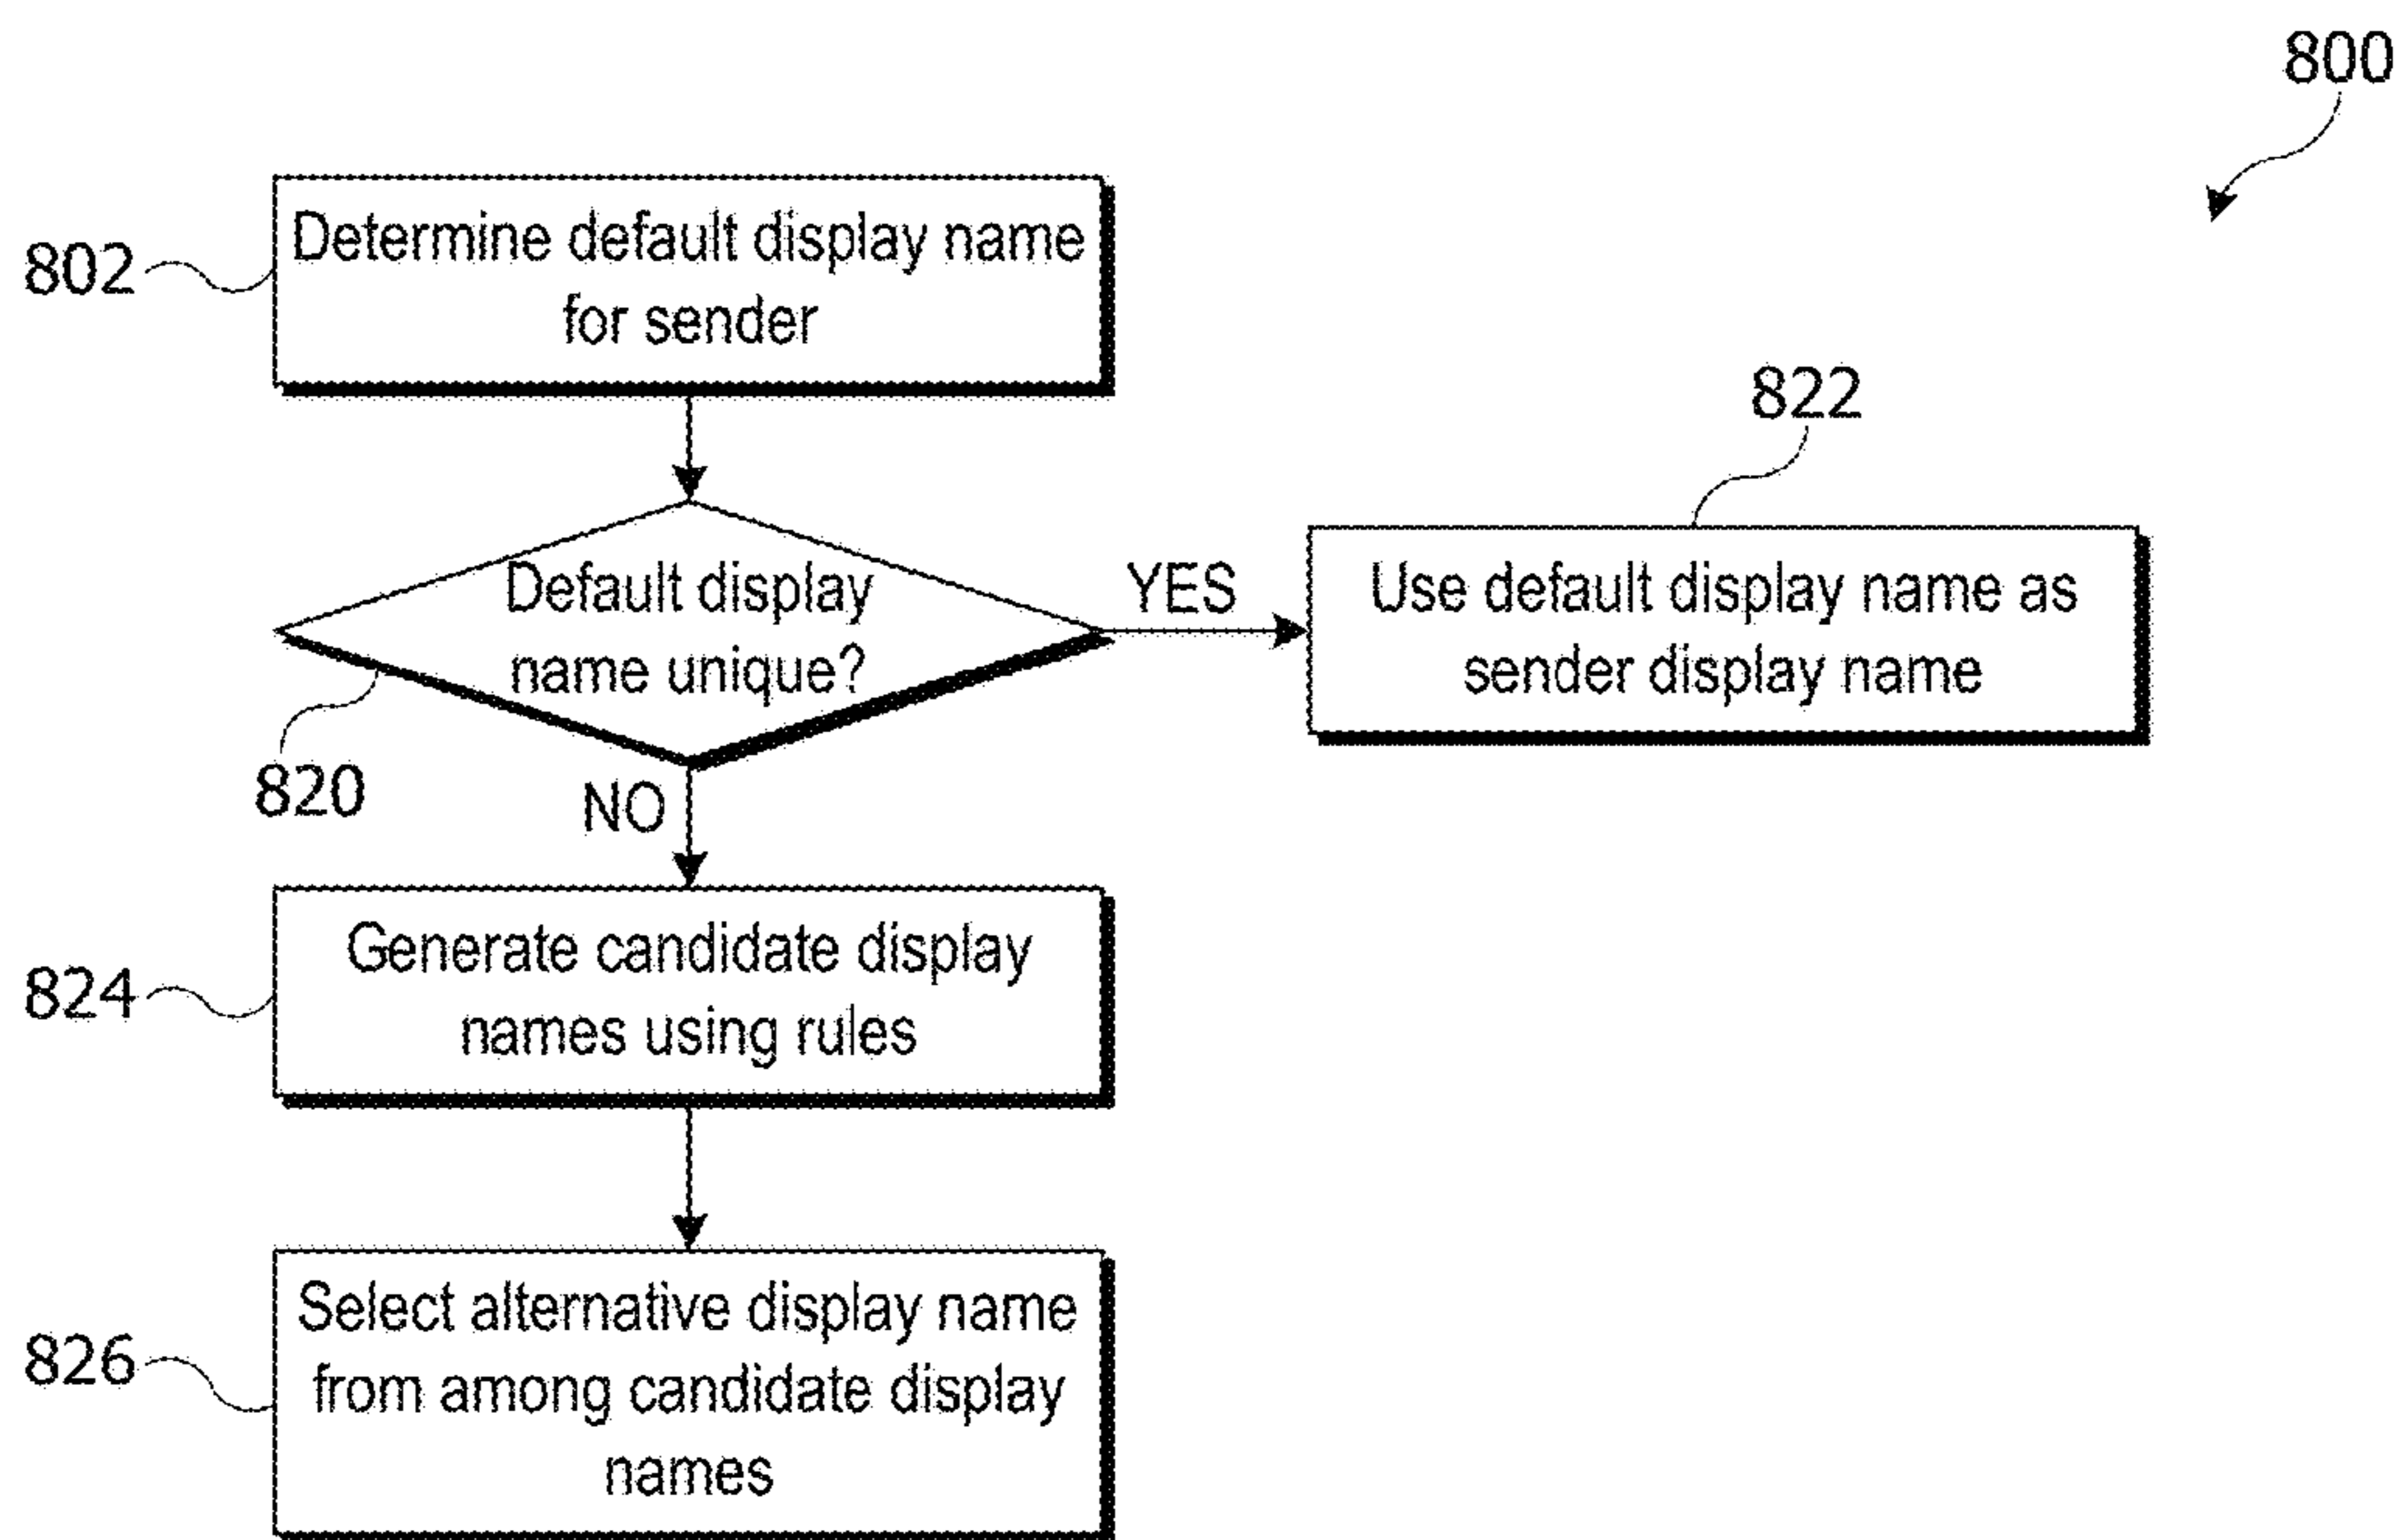 800
802
Determine default display name
for sender
822
Default display
name unique?
YES
Use default display name as
sender display name
820
NO
824
Generate candidate display
names using rules
826
Select alternative display name
from among candidate display
names